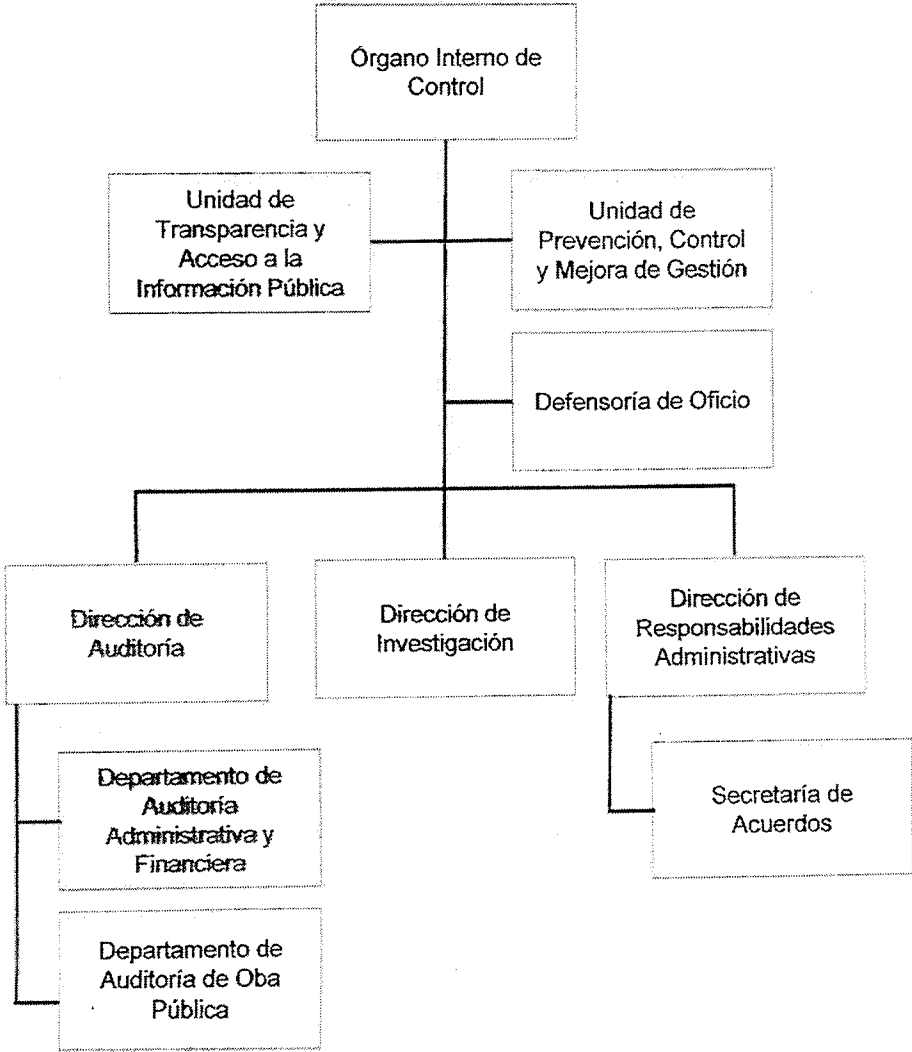 Órgano Interno de
Control
Unidad de
Transparencia y
Acceso a la
Información Pública
Unidad de
Prevención, Control
y Mejora de Gestión
Defensoría de Oficio
Dirección de
Auditoría
Dirección de
Investigación
Dirección de
Responsabilidades
Administrativas
Departamento de
Auditoría
Administrativa y
Financiera
Secretaría de
Acuerdos
Departamento de
Auditoría de Oba
Pública